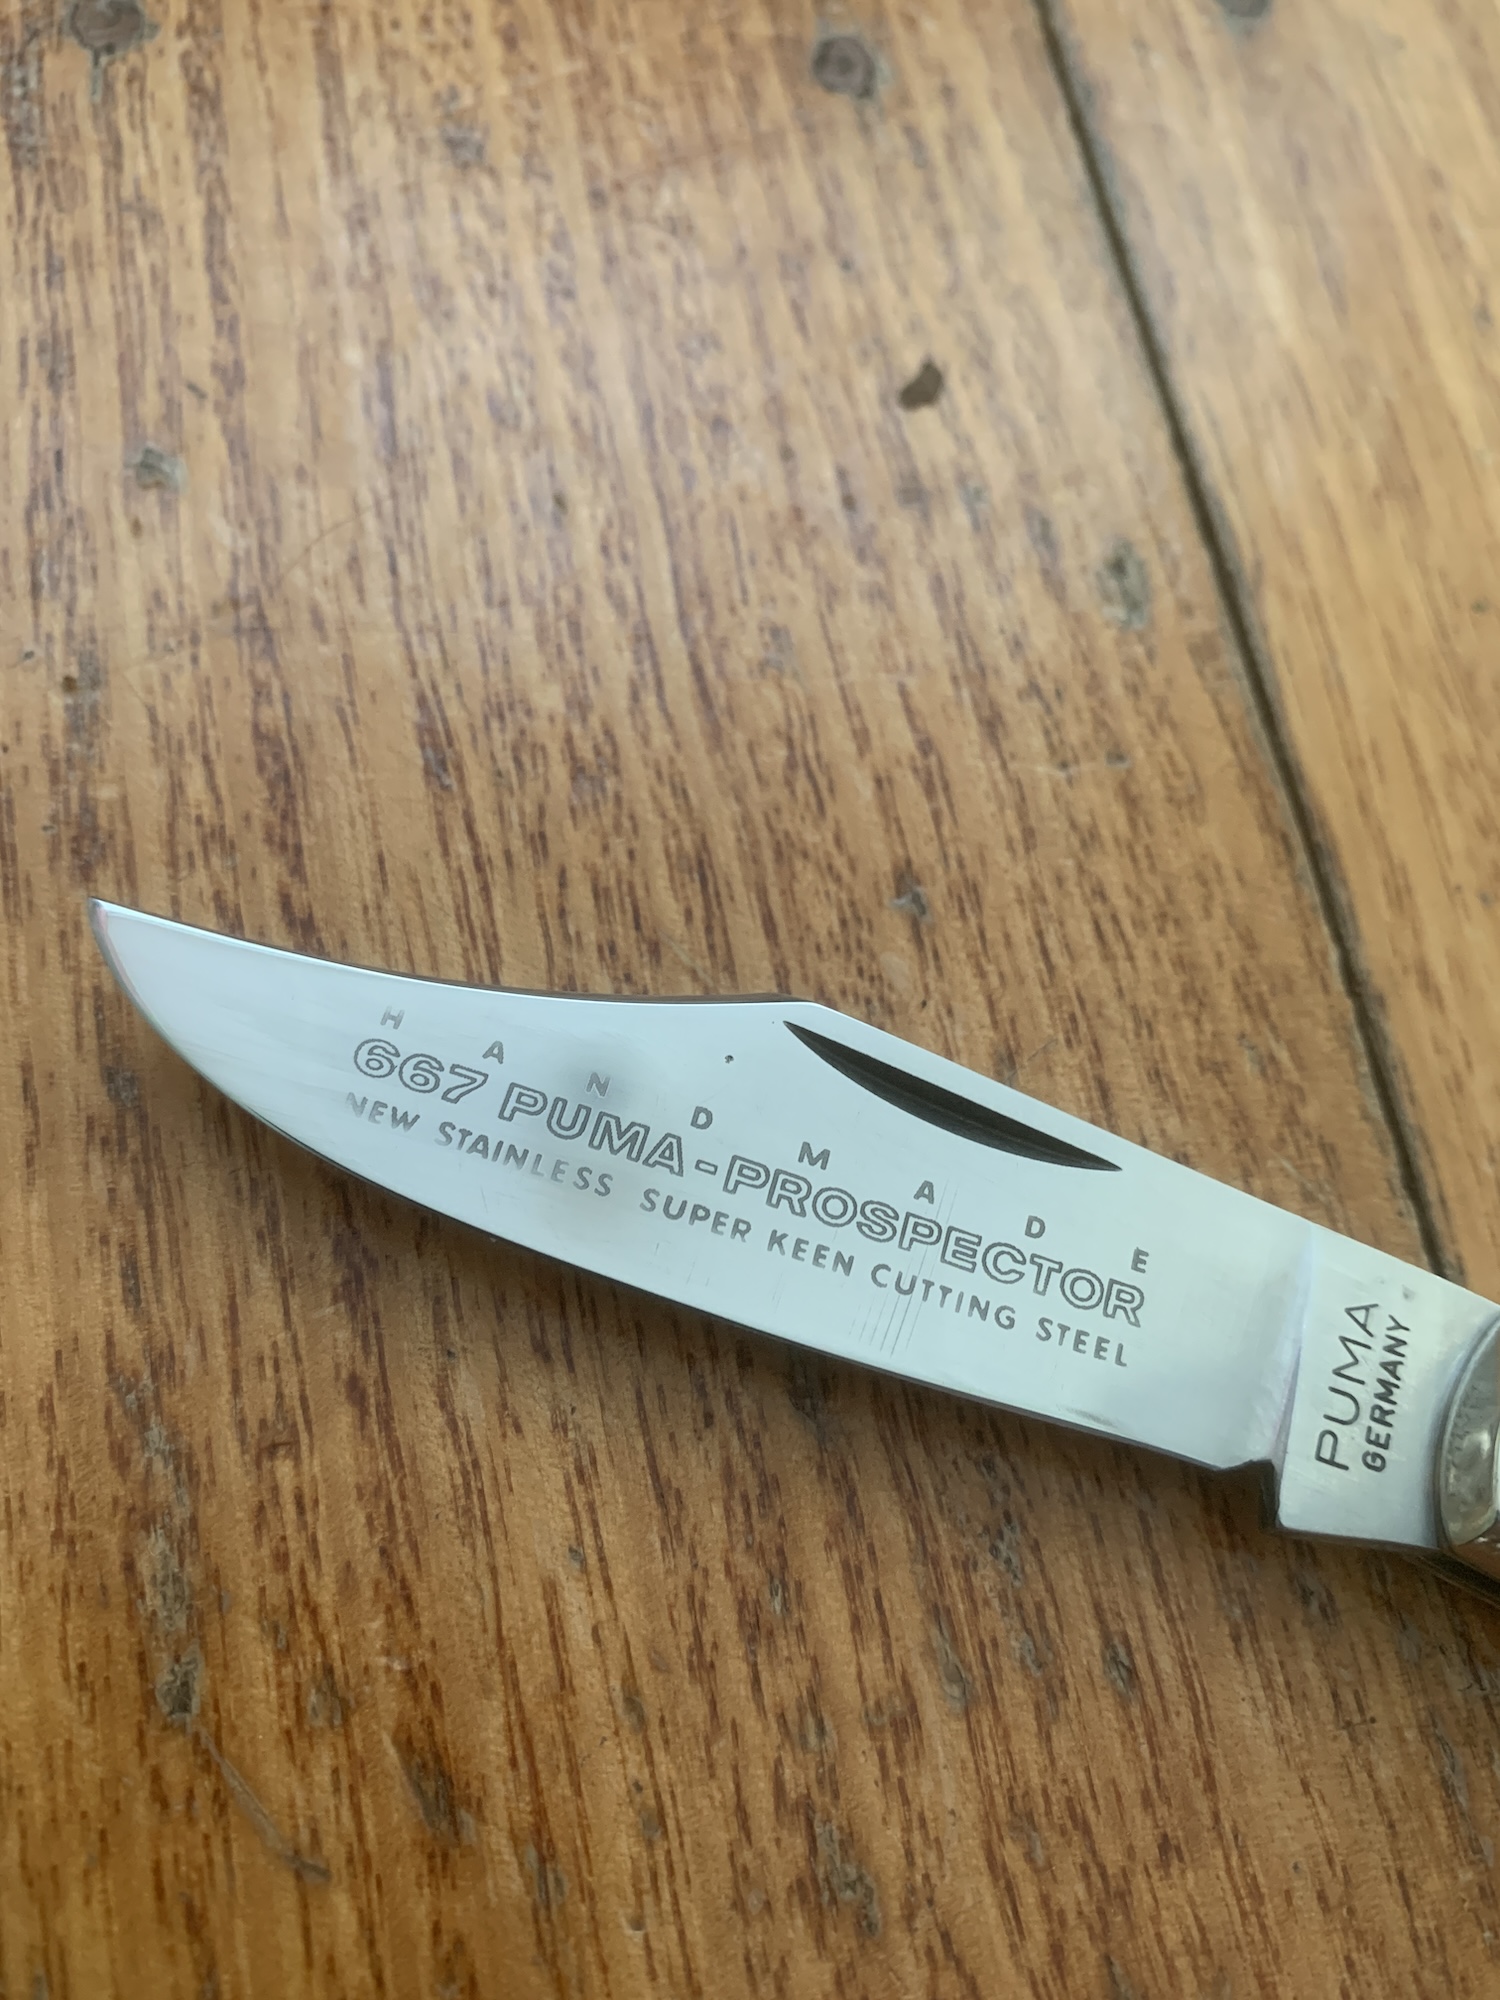 HANDMADE
667 PUMA-PROSPECTOR
NEW STAINLESS SUPER KEEN CUTTING STEEL
PUMA
GERMANY